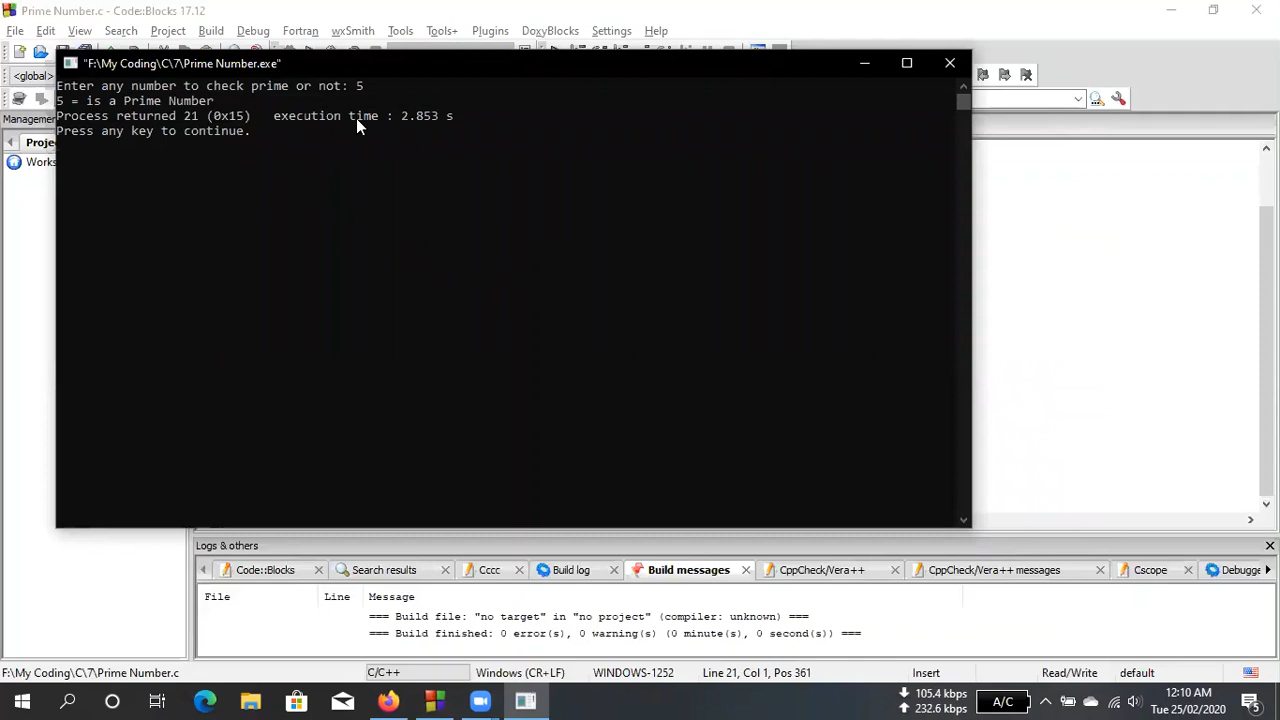 Prime Number.c - Code::Blocks 17.12
File Edit View Search Project Build Debug Fortran wxSmith Tools Tools+ Plugins DoxyBlocks Settings Help
"F:\My Coding\C\7\Prime Number.exe"
<global>
Enter any number to check prime or not: 5
5 = is a Prime Number
Process returned 21 (0x15)   execution time : 2.853 s
Press any key to continue.
Management
Projec
Works
Logs & others
Code::Blocks Search results Cccc Build log Build messages CppCheck/Vera++ CppCheck/Vera++ messages Cscope Debugge
File Line Message
=== Build file: "no target" in "no project" (compiler: unknown) ===
=== Build finished: 0 error(s), 0 warning(s) (0 minute(s), 0 second(s)) ===
F:\My Coding\C\7\Prime Number.c C/C++ Windows (CR+LF) WINDOWS-1252 Line 21, Col 1, Pos 361 Insert Read/Write default
105.4 kbps
232.6 kbps
A/C
12:10 AM
Tue 25/02/2020
5